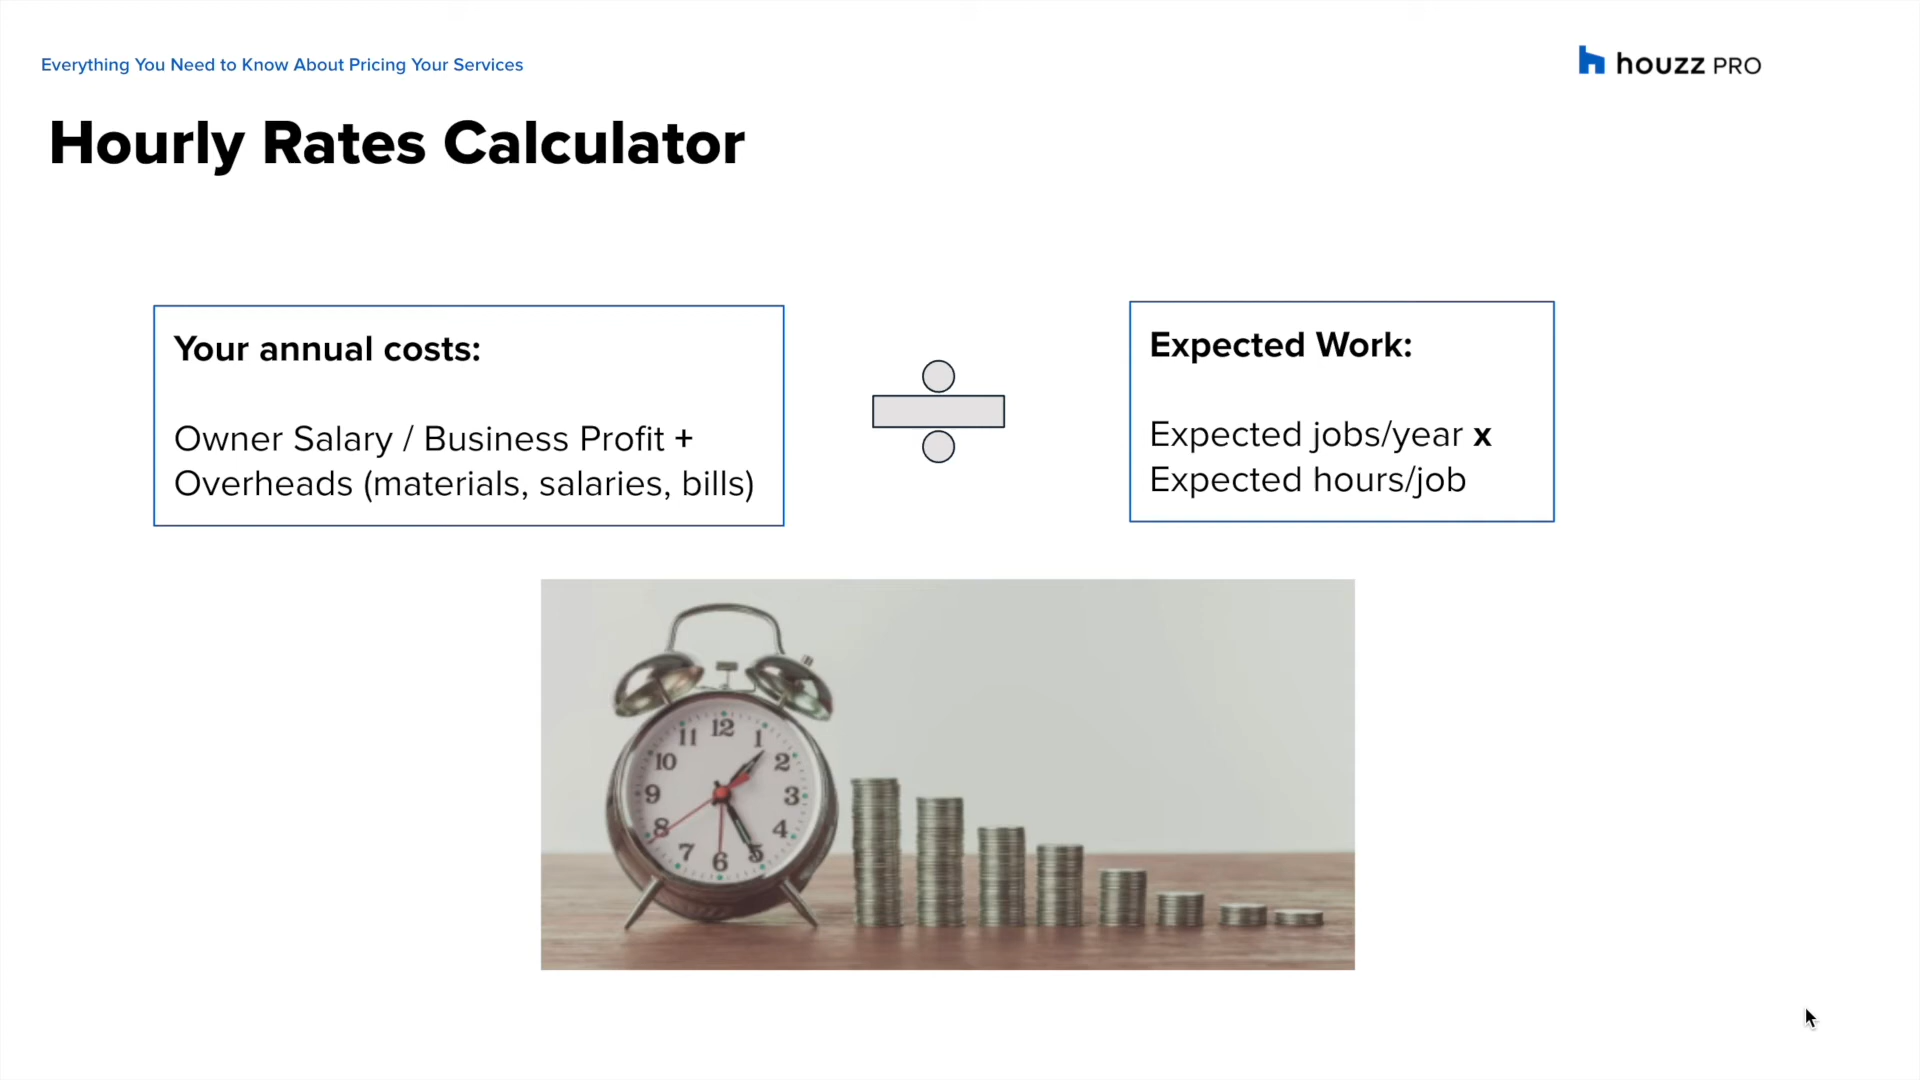 Everything You Need to Know About Pricing Your Services
houzz PRO
Hourly Rates Calculator
Your annual costs:
Owner Salary / Business Profit +
Overheads (materials, salaries, bills)
Expected Work:
Expected jobs/year x
Expected hours/job
12
11
1
10
2
9
3
8
4
7
6
5